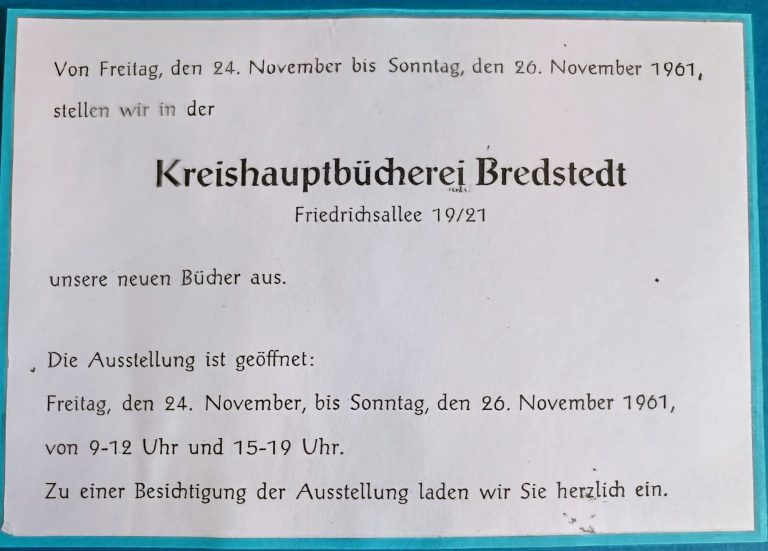 Von Freitag, den 24. November bis Sonntag, den 26. November 1961,
stellen wir in der
Kreishauptbücherei Bredstedt
Friedrichsallee 19/21
unsere neuen Bücher aus.
Die Ausstellung ist geöffnet:
Freitag, den 24. November, bis Sonntag, den 26. November 1961,
von 9-12 Uhr und 15-19 Uhr.
Zu einer Besichtigung der Ausstellung laden wir Sie herzlich ein.